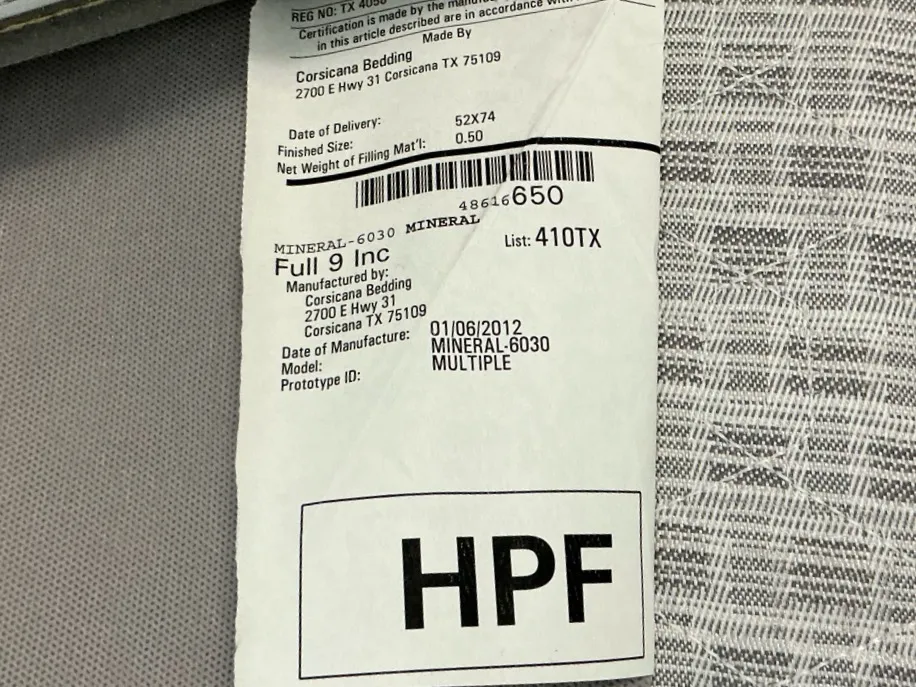 REG NO: TX 4050
Certification is made by the
in this article described are in accordance
Made By
Corsicana Bedding
2700 E Hwy 31 Corsicana TX 75109
Date of Delivery:
Finished Size: 52X74
Net Weight of Filling Mat'l: 0.50
48616650
MINERAL-6030 MINERAL
Full 9 Inc List: 410TX
Manufactured by:
Corsicana Bedding
2700 E Hwy 31
Corsicana TX 75109
Date of Manufacture: 01/06/2012
Model: MINERAL-6030
Prototype ID: MULTIPLE
HPF